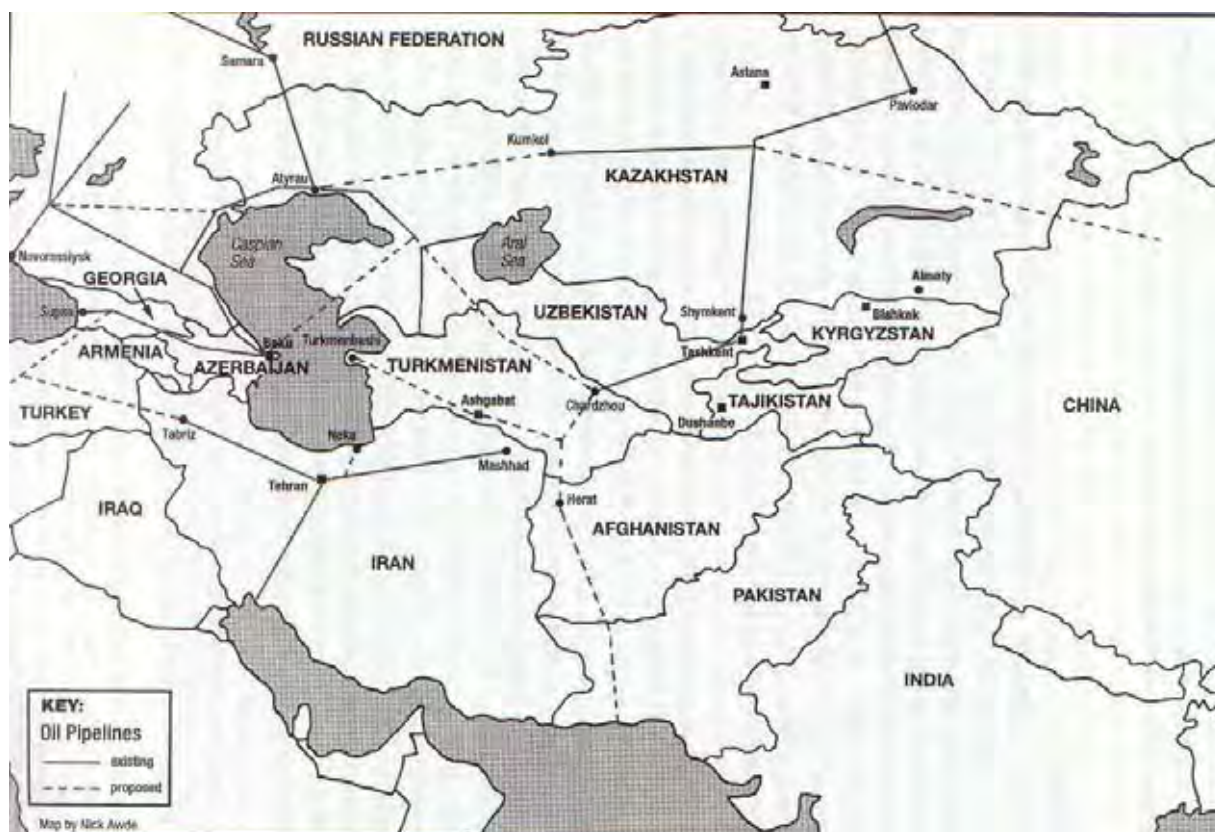 RUSSIAN FEDERATION
Samara
Astana
Pavlodar
Kumkol
KAZAKHSTAN
Atyrau
Caspian
Sea
Aral
Sea
Novorossiysk
GEORGIA
Almaty
Supsa
UZBEKISTAN
Shymkent
Bishkek
KYRGYZSTAN
Baku
Turkmenbashi
Tashkent
ARMENIA
AZERBAIJAN
TURKMENISTAN
Chardzhou
TAJIKISTAN
CHINA
TURKEY
Ashgabat
Dushanbe
Tabriz
Neka
Mashhad
Tehran
Herat
IRAQ
AFGHANISTAN
IRAN
PAKISTAN
INDIA
KEY:
Oil Pipelines
existing
proposed
Map by Nick Awde